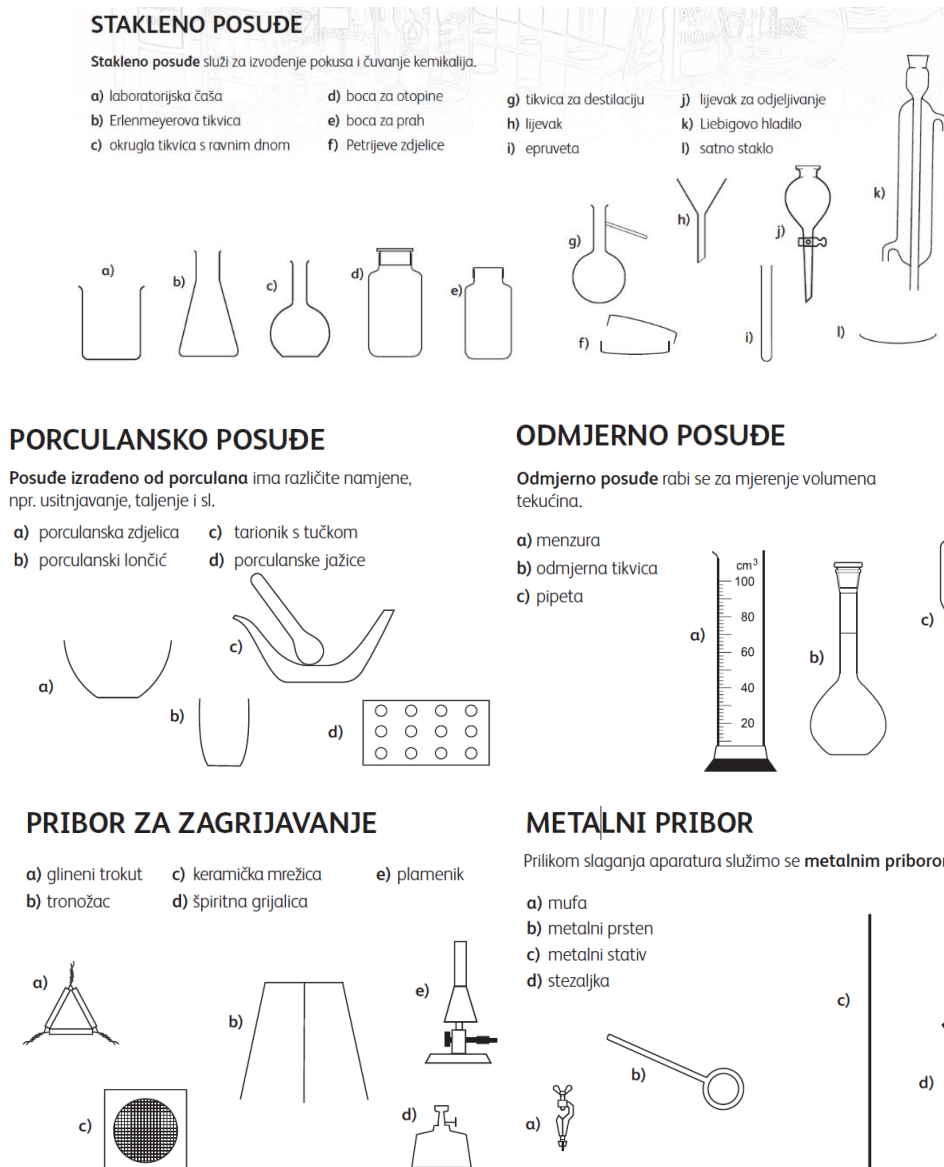 STAKLENO POSUĐE
Stakleno posuđe služi za izvođenje pokusa i čuvanje kemikalija.
a) laboratorijska čaša
b) Erlenmeyerova tikvica
c) okrugla tikvica s ravnim dnom
d) boca za otopine
e) boca za prah
f) Petrijeve zdjelice
g) tikvica za destilaciju
h) lijevak
i) epruveta
j) lijevak za odjeljivanje
k) Liebigovo hladilo
l) satno staklo
a)
b)
c)
d)
e)
g)
f)
h)
i)
j)
k)
l)
PORCULANSKO POSUĐE
Posuđe izrađeno od porculana ima različite namjene,
npr. usitnjavanje, taljenje i sl.
a) porculanska zdjelica
b) porculanski lončić
c) tarionik s tučkom
d) porculanske jažice
a)
b)
c)
d)
ODMJERNO POSUĐE
Odmjerno posuđe rabi se za mjerenje volumena
tekućina.
a) menzura
b) odmjerna tikvica
c) pipeta
a)
cm³
100
80
60
40
20
b)
c)
PRIBOR ZA ZAGRIJAVANJE
a) glineni trokut
b) tronožac
c) keramička mrežica
d) špiritna grijalica
e) plamenik
a)
b)
e)
c)
d)
METALNI PRIBOR
Prilikom slaganja aparatura služimo se metalnim
a) mufa
b) metalni prsten
c) metalni stativ
d) stezaljka
c)
b)
d)
a)